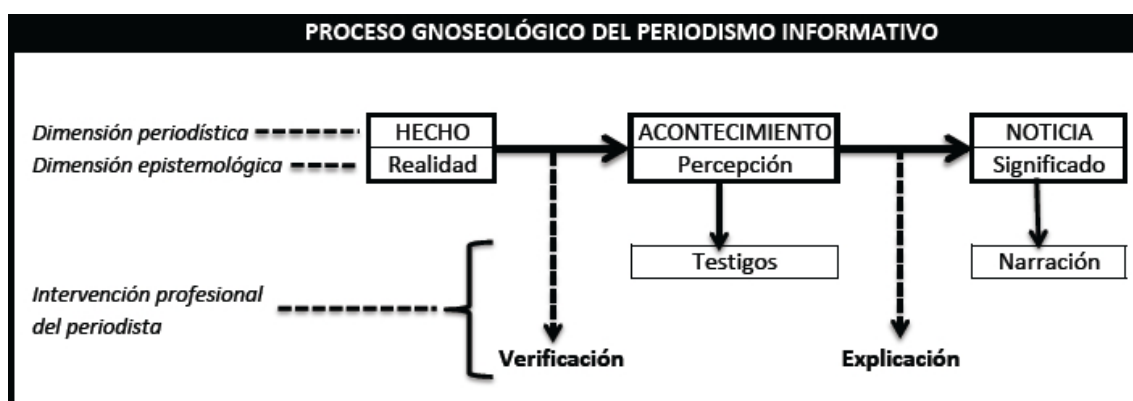 PROCESO GNOSEOLÓGICO DEL PERIODISMO INFORMATIVO
Dimensión periodística
HECHO
ACONTECIMIENTO
NOTICIA
Dimensión epistemológica
Realidad
Percepción
Significado
Testigos
Narración
Intervención profesional
del periodista
Verificación
Explicación